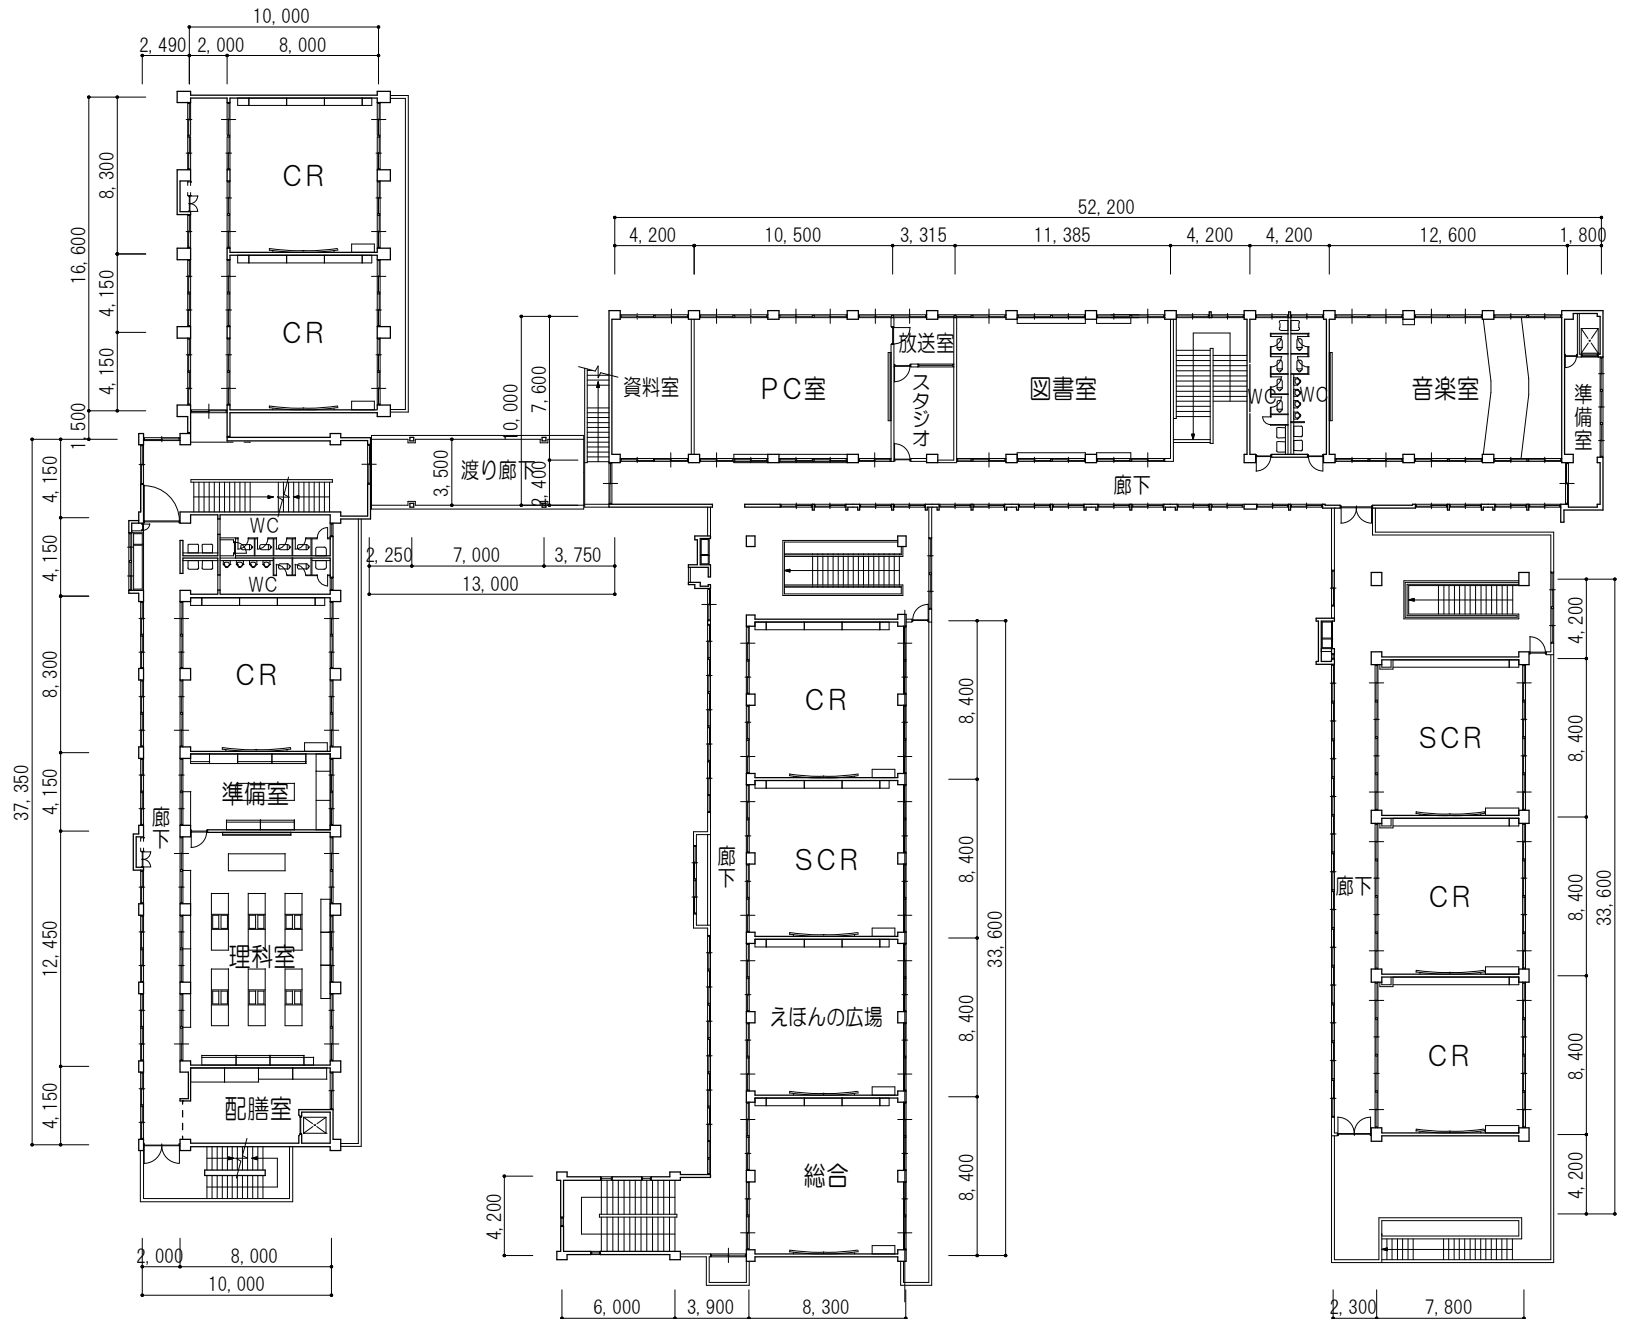 10,000
2,490 2,000 8,000
16,600
8,300
4,150
4,150
1,500
CR
CR
52,200
4,200 10,500 3,315 11,385 4,200 4,200 12,600 1,800
10,000
7,600
2,400
資料室
PC室
放送室
スタジオ
図書室
WC
WC
音楽室
準備室
廊下
渡り廊下
3,500
2,250 7,000 3,750
13,000
37,350
4,150
4,150
8,300
4,150
12,450
4,150
WC
WC
CR
準備室
廊下
理科室
配膳室
2,000 8,000
10,000
CR
SCR
廊下
えほんの広場
総合
8,400
8,400
8,400
8,400
33,600
4,200
6,000 3,900 8,300
SCR
CR
廊下
CR
4,200
8,400
8,400
8,400
4,200
33,600
2,300 7,800